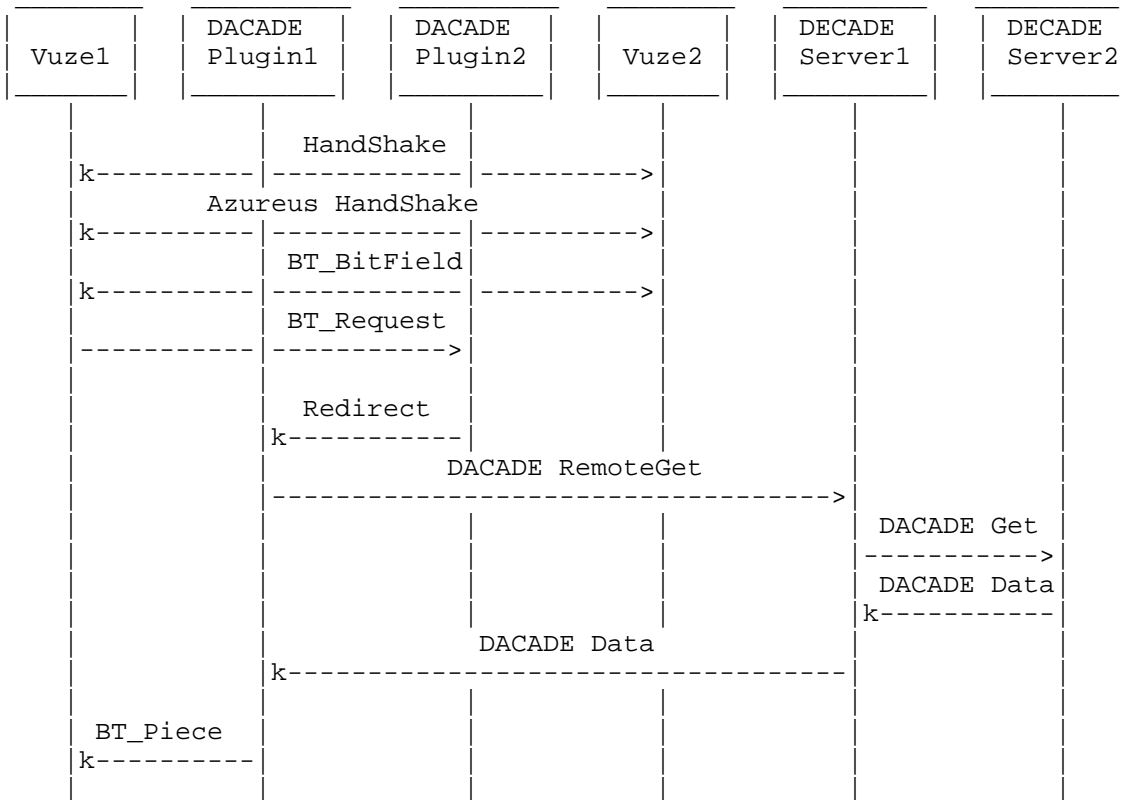 DACADE DACADE DECADE DECADE
Vuze1 Plugin1 Plugin2 Vuze2 Server1 Server2
HandShake
k---------- ------------ ---------->
Azureus HandShake
k---------- ------------ ---------->
BT_BitField
k---------- ------------ ---------->
BT_Request
----------- ----------->
Redirect
k-----------
DACADE RemoteGet
----------------------------------->
DACADE Get
----------->
DACADE Data
k-----------
DACADE Data
k-----------------------------------
BT_Piece
k----------